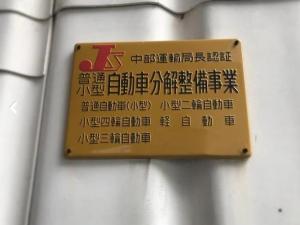 JS 中部運輸局長認証
普通 小型 自動車分解整備事業
普通自動車(小型) 小型二輪自動車
小型四輪自動車 軽自動車
小型三輪自動車